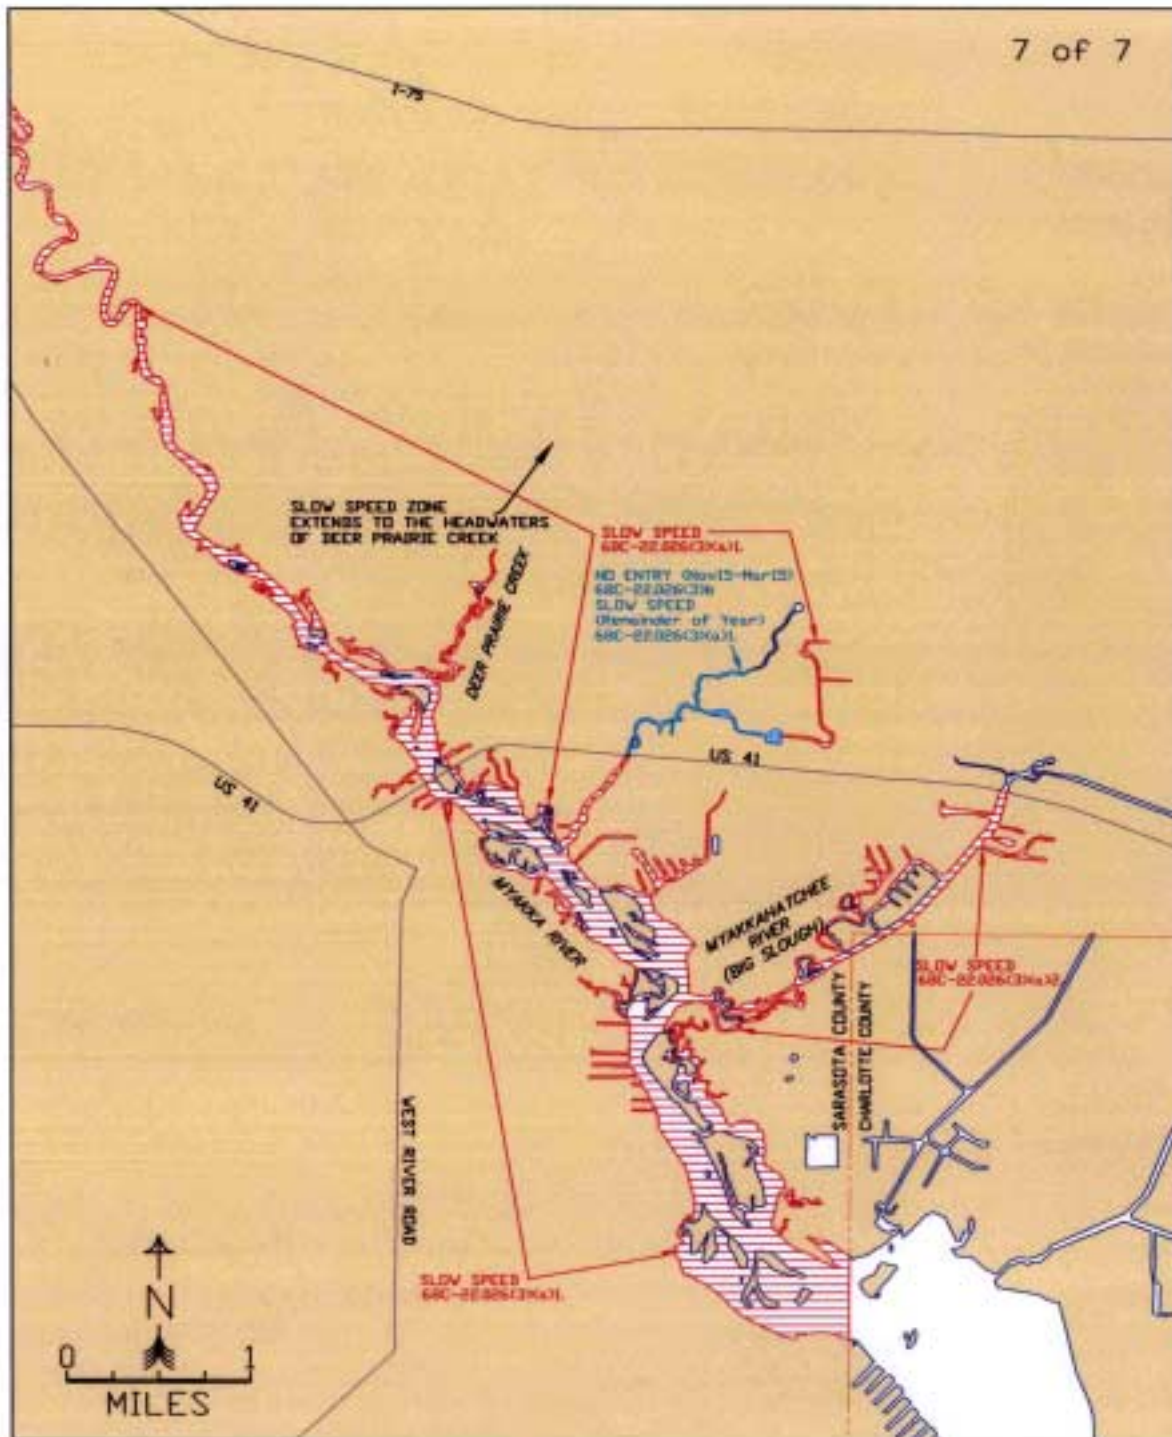 7 of 7
I-75
SLOW SPEED ZONE
EXTENDS TO THE HEADWATERS
OF DEER PRAIRIE CREEK
SLOW SPEED
68C-22.026(3)(a)1.
NO ENTRY (Nov15-Mar15)
68C-22.026(3)b
SLOW SPEED
(Remainder of Year)
68C-22.026(3)(a)1.
DEER PRAIRIE CREEK
US 41
US 41
MYAKKA RIVER
MYAKKAHATCHEE
RIVER
(BIG SLOUGH)
SLOW SPEED
68C-22.026(3)(a)2.
SARASOTA COUNTY
CHARLOTTE COUNTY
WEST RIVER ROAD
SLOW SPEED
68C-22.026(3)(a)1.
N
0 1
MILES